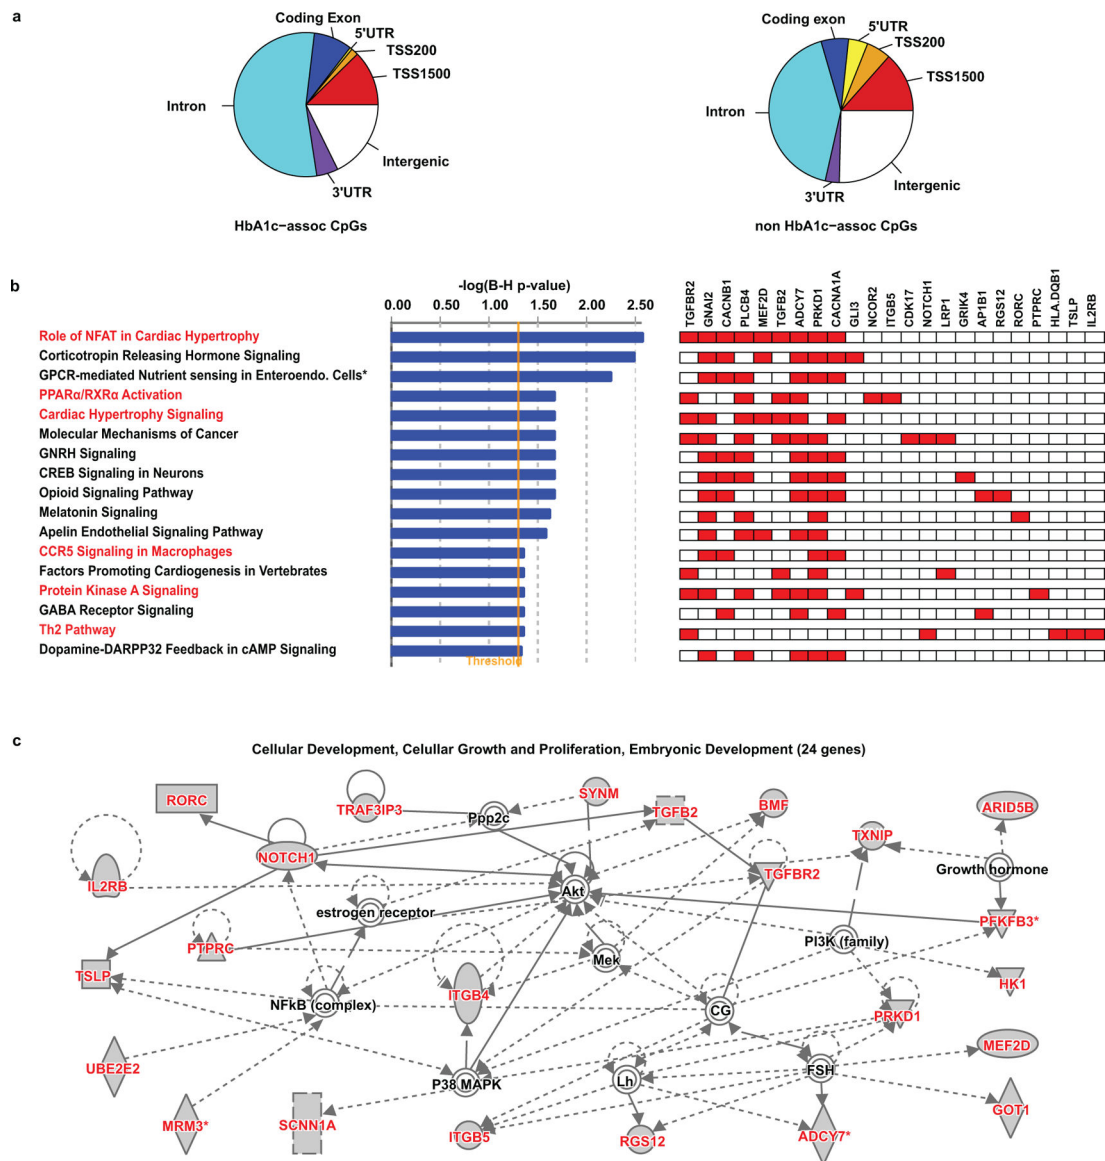 a
Coding Exon
5'UTR
TSS200
TSS1500
Intron
Intergenic
3'UTR
HbA1c−assoc CpGs
Coding exon
5'UTR
TSS200
TSS1500
Intron
Intergenic
3'UTR
non HbA1c−assoc CpGs
b
-log(B-H p-value)
0.00 0.50 1.00 1.50 2.00 2.50
TGFBR2 GNAI2 CACNB1 PLCB4 MEF2D TGFB2 ADCY7 PRKD1 CACNA1A GLI3 NCOR2 ITGB5 CDK17 NOTCH1 LRP1 GRIK4 AP1B1 RGS12 RORC PTPRC HLA.DQB1 TSLP IL2RB
Role of NFAT in Cardiac Hypertrophy
Corticotropin Releasing Hormone Signaling
GPCR-mediated Nutrient sensing in Enteroendo. Cells*
PPARα/RXRα Activation
Cardiac Hypertrophy Signaling
Molecular Mechanisms of Cancer
GNRH Signaling
CREB Signaling in Neurons
Opioid Signaling Pathway
Melatonin Signaling
Apelin Endothelial Signaling Pathway
CCR5 Signaling in Macrophages
Factors Promoting Cardiogenesis in Vertebrates
Protein Kinase A Signaling
GABA Receptor Signaling
Th2 Pathway
Dopamine-DARPP32 Feedback in cAMP Signaling
Threshold
c
Cellular Development, Celullar Growth and Proliferation, Embryonic Development (24 genes)
RORC
TRAF3IP3
Ppp2c
SYNM
TGFB2
BMF
ARID5B
TXNIP
NOTCH1
IL2RB
Akt
TGFBR2
Growth hormone
estrogen receptor
PFKFB3*
PTPRC
PI3K (family)
TSLP
Mek
HK1
NFkB (complex)
ITGB4
CG
PRKD1
UBE2E2
P38 MAPK
Lh
FSH
MEF2D
MRM3*
SCNN1A
ITGB5
RGS12
ADCY7*
GOT1